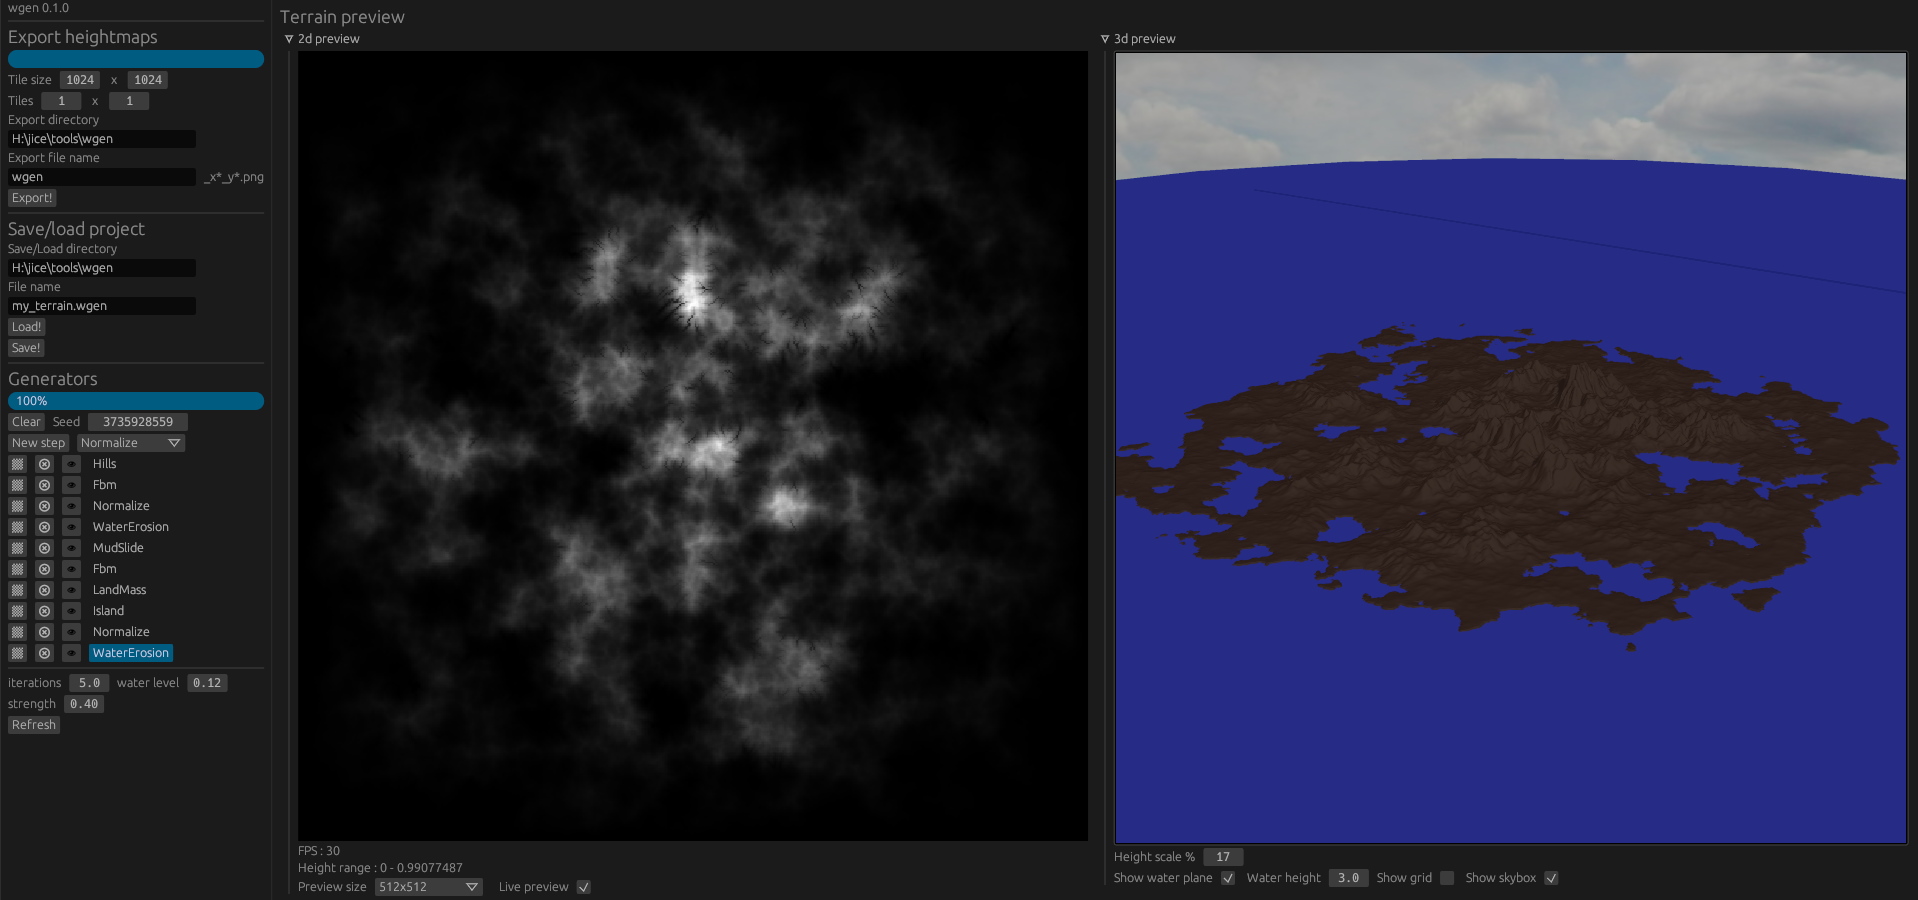 wgen 0.1.0
Export heightmaps
Tile size 1024 x 1024
Tiles 1 x 1
Export directory
H:\jice\tools\wgen
Export file name
wgen _x*_y*.png
Export!
Save/load project
Save/Load directory
H:\jice\tools\wgen
File name
my_terrain.wgen
Load!
Save!
Generators
100%
Clear Seed 3735928559
New step Normalize
Hills
Fbm
Normalize
WaterErosion
MudSlide
Fbm
LandMass
Island
Normalize
WaterErosion
iterations 5.0 water level 0.12
strength 0.40
Refresh
Terrain preview
2d preview
FPS : 30
Height range : 0 - 0.99077487
Preview size 512x512 Live preview
3d preview
Height scale % 17
Show water plane Water height 3.0 Show grid Show skybox